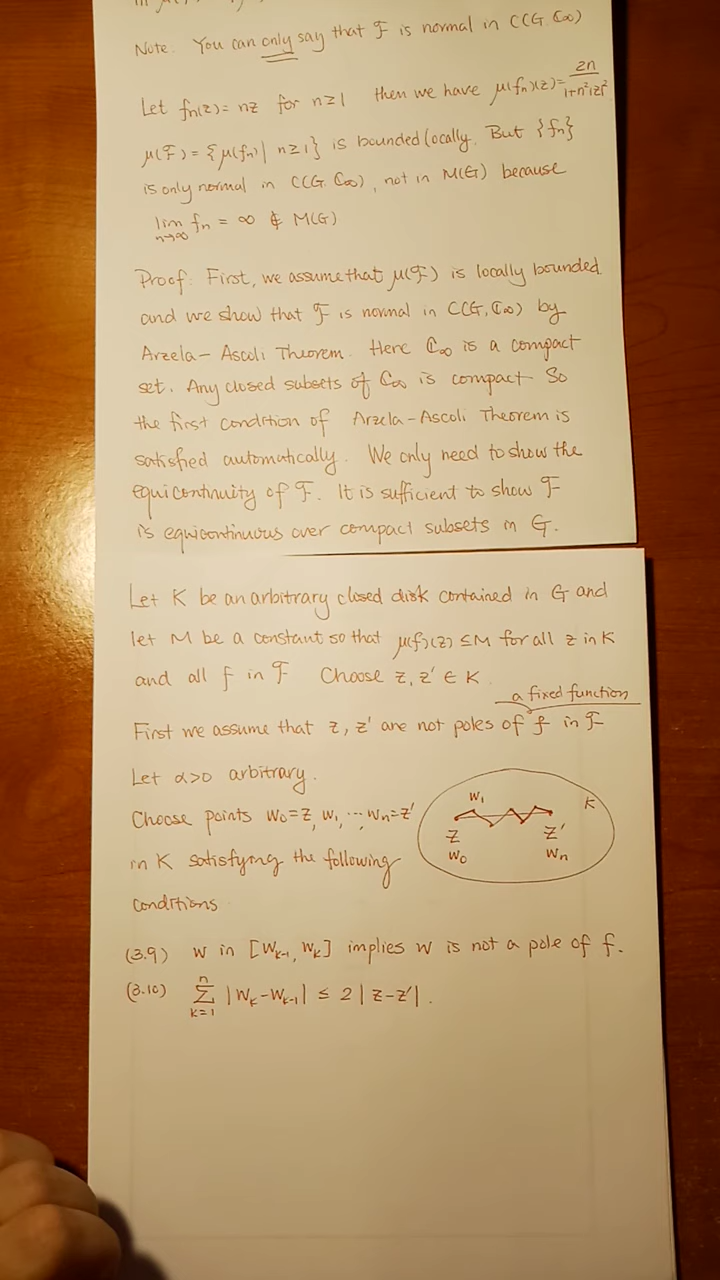 in μ(
Note. You can only say that ℱ is normal in C(G, ℂ∞)
Let fn(z) = nz for n≥1 then we have μ(fn)(z) = 2n / 1+n²|z|²
μ(ℱ) = {μ(fn) | n≥1} is bounded locally. But {fn}
is only normal in C(G, ℂ∞), not in M(G) because
lim n→∞ fn = ∞ ∉ M(G)
Proof: First, we assume that μ(ℱ) is locally bounded
and we show that ℱ is normal in C(G, ℂ∞) by
Arzela-Ascoli Theorem. Here ℂ∞ is a compact
set. Any closed subsets of ℂ∞ is compact So
the first condition of Arzela-Ascoli Theorem is
satisfied automatically. We only need to show the
equicontinuity of ℱ. It is sufficient to show ℱ
is equicontinuous over compact subsets in G.
Let K be an arbitrary closed disk contained in G and
let M be a constant so that μ(f)(z) ≤ M for all z in K
and all f in ℱ Choose z, z' ∈ K.
a fixed function
First we assume that z, z' are not poles of f in ℱ
Let α>0 arbitrary.
Choose points w₀=z, w₁, ⋯, wn=z'
in K satisfying the following
conditions
w₁
K
z
z'
w₀
wn
(3.9) w in [wk-1, wk] implies w is not a pole of f.
(3.10) n Σ k=1 |wk-wk-1| ≤ 2|z-z'|.